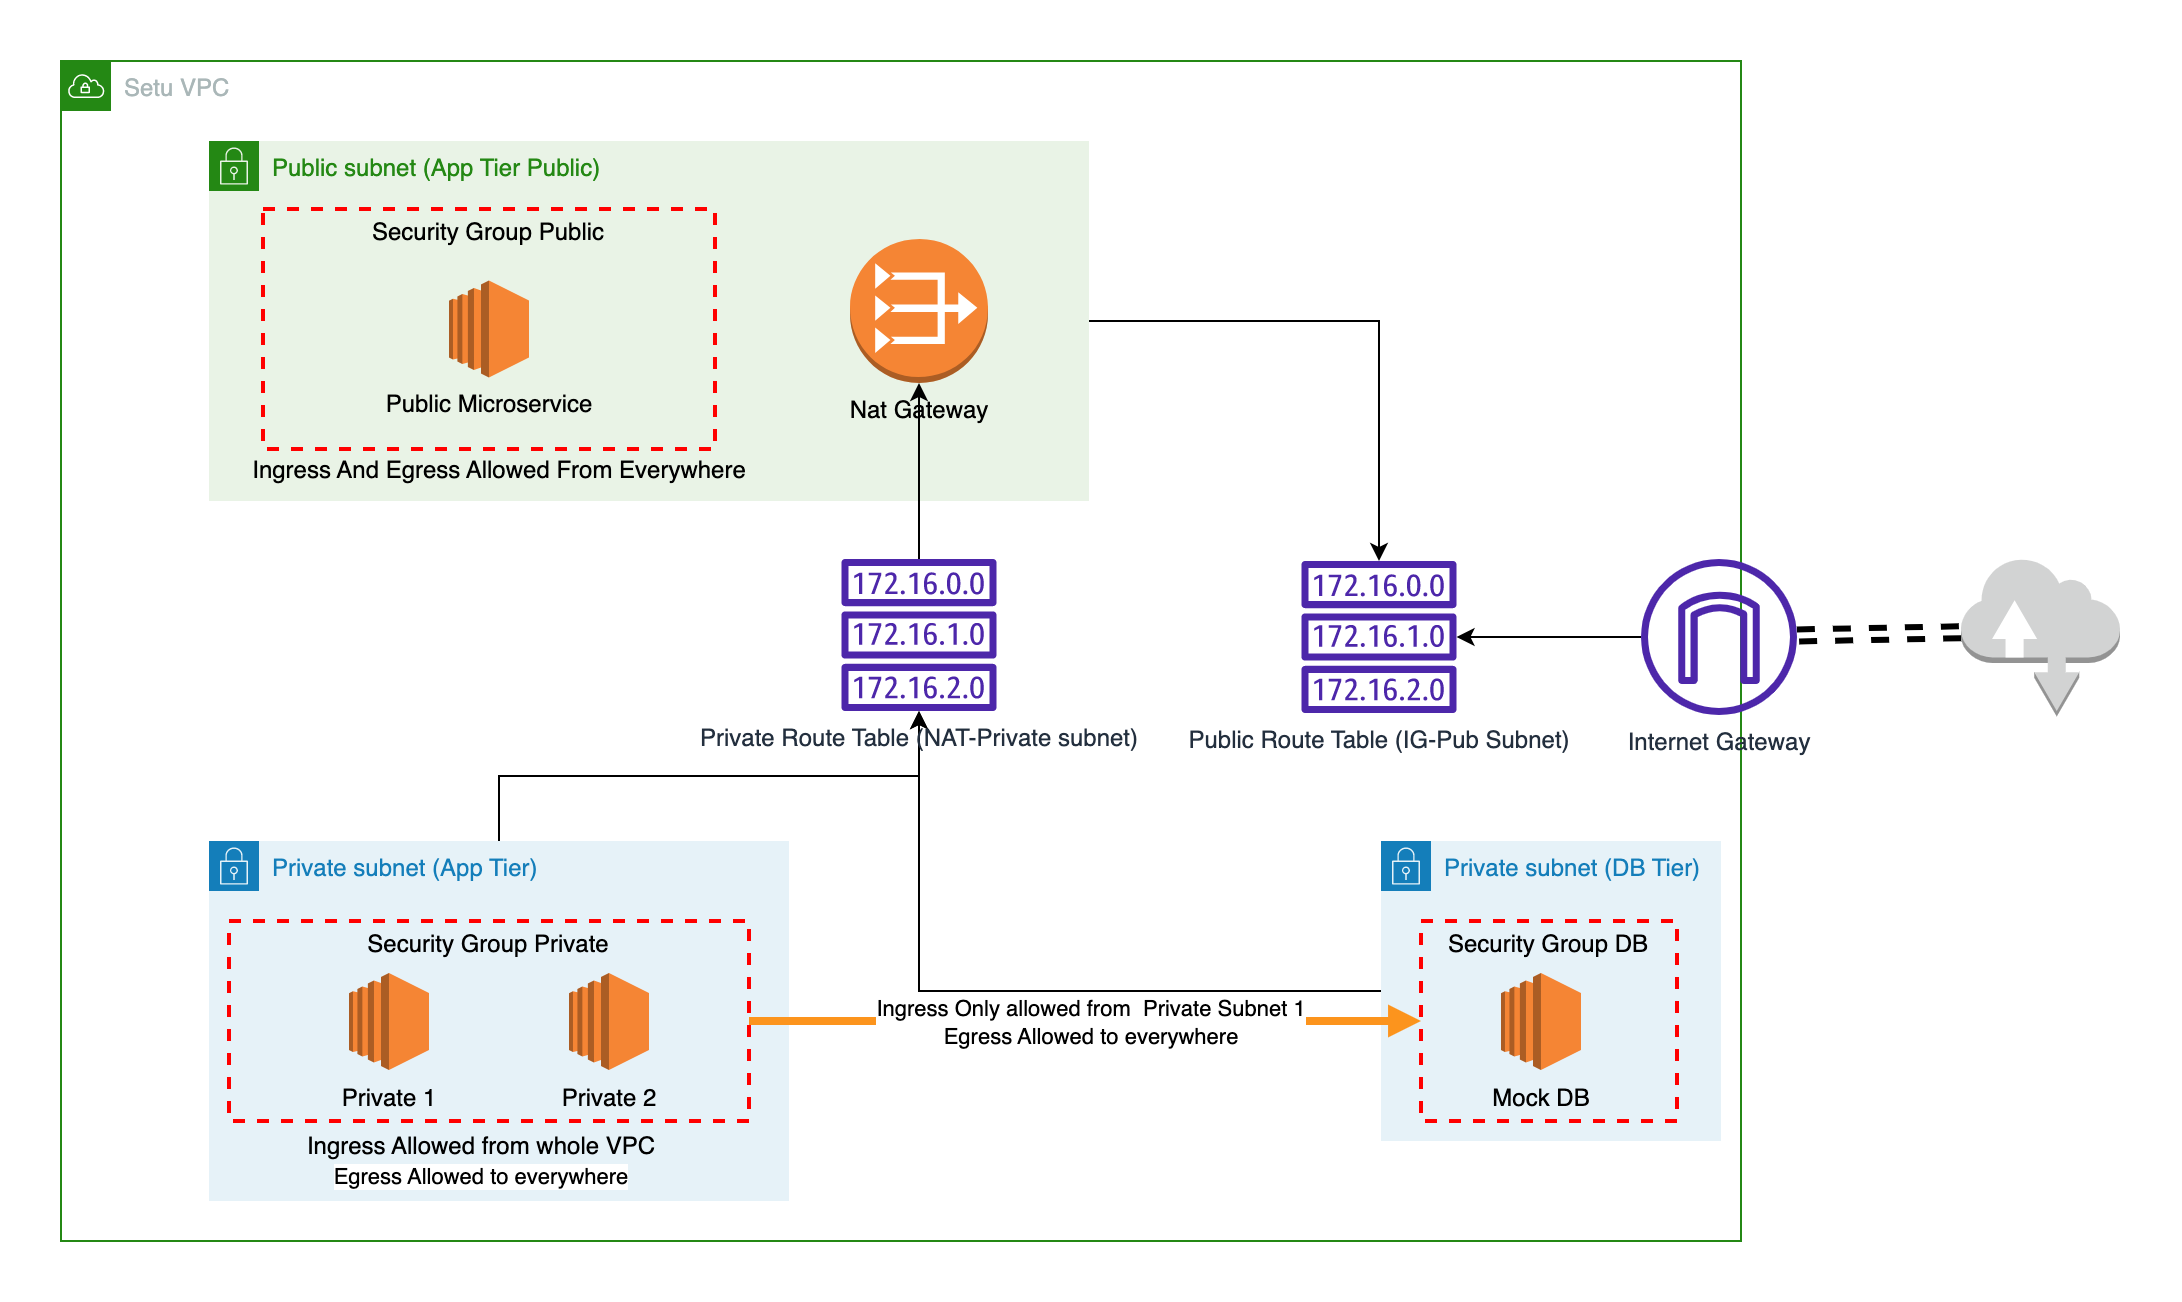 Setu VPC
Public subnet (App Tier Public)
Security Group Public
Public Microservice
Ingress And Egress Allowed From Everywhere
Nat Gateway
172.16.0.0
172.16.1.0
172.16.2.0
Private Route Table (NAT-Private subnet)
172.16.0.0
172.16.1.0
172.16.2.0
Public Route Table (IG-Pub Subnet)
Internet Gateway
Private subnet (App Tier)
Security Group Private
Private 1
Private 2
Ingress Allowed from whole VPC
Egress Allowed to everywhere
Ingress Only allowed from  Private Subnet 1
Egress Allowed to everywhere
Private subnet (DB Tier)
Security Group DB
Mock DB